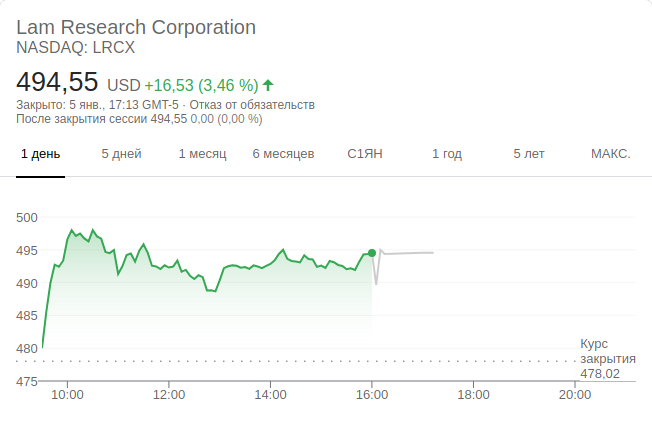 Lam Research Corporation
NASDAQ: LRCX
494,55 USD +16,53 (3,46 %)
Закрыто: 5 янв., 17:13 GMT-5 · Отказ от обязательств
После закрытия сессии 494,55 0,00 (0,00 %)
1 день 5 дней 1 месяц 6 месяцев С1ЯН 1 год 5 лет МАКС.
500
495
490
485
480
Курс
закрытия
478,02
475
10:00 12:00 14:00 16:00 18:00 20:00